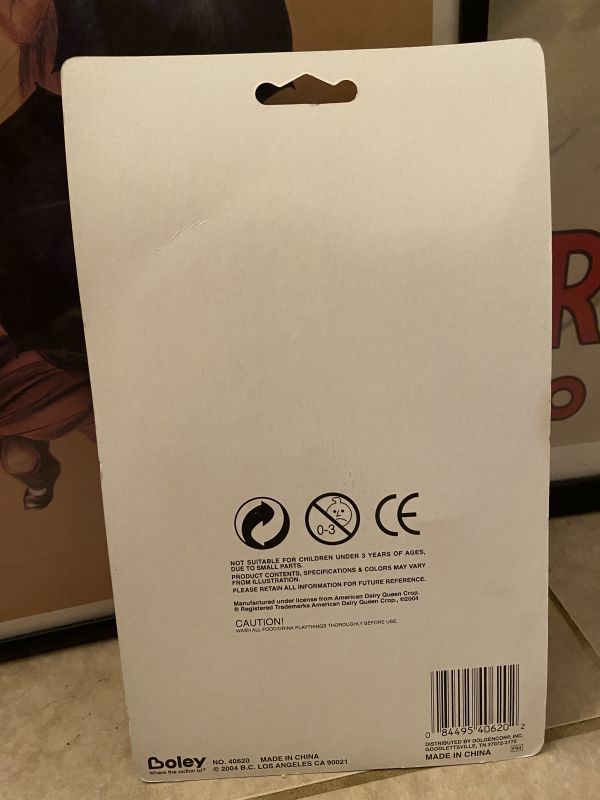 R
O
0-3
CE
NOT SUITABLE FOR CHILDREN UNDER 3 YEARS OF AGES,
DUE TO SMALL PARTS.
PRODUCT CONTENTS, SPECIFICATIONS & COLORS MAY VARY
FROM ILLUSTRATION.
PLEASE RETAIN ALL INFORMATION FOR FUTURE REFERENCE.
Manufactured under license from American Dairy Queen Crop.
® Registered Trademarks American Dairy Queen Crop., ©2004
CAUTION!
WASH ALL FOOD/DRINK PLAYTHINGS THOROUGHLY BEFORE USE.
0 84495 40620 2
DISTRIBUTED BY DOLGENCORP, INC.
GOODLETTSVILLE, TN 37072-2170
MADE IN CHINA
Boley
Where the action is!
NO. 40620 MADE IN CHINA
© 2004 B.C. LOS ANGELES CA 90021